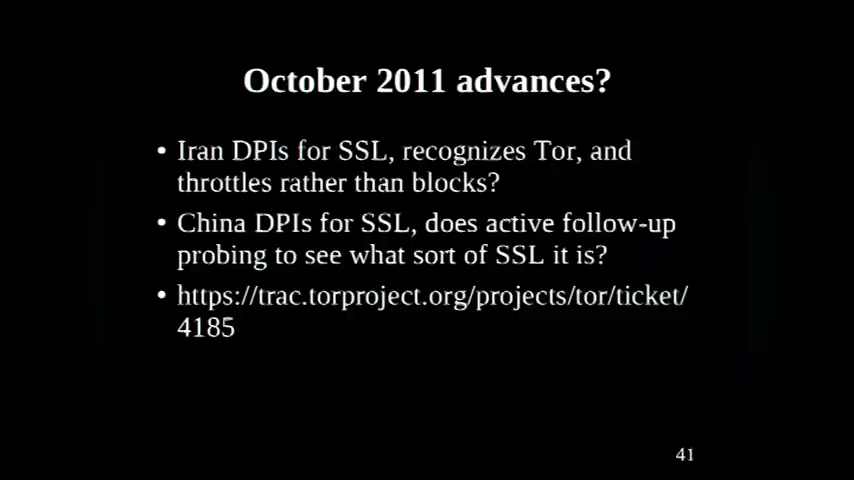 October 2011 advances?
• Iran DPIs for SSL, recognizes Tor, and
throttles rather than blocks?
• China DPIs for SSL, does active follow-up
probing to see what sort of SSL it is?
• https://trac.torproject.org/projects/tor/ticket/
4185
41